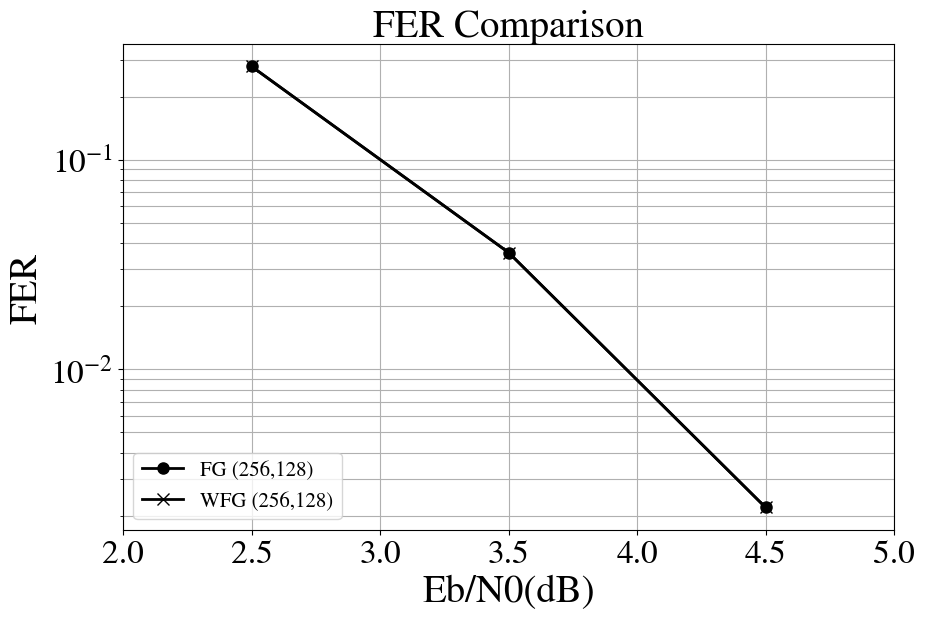 FER Comparison
FER
10⁻¹
10⁻²
FG (256,128)
WFG (256,128)
2.0 2.5 3.0 3.5 4.0 4.5 5.0
Eb/N0(dB)